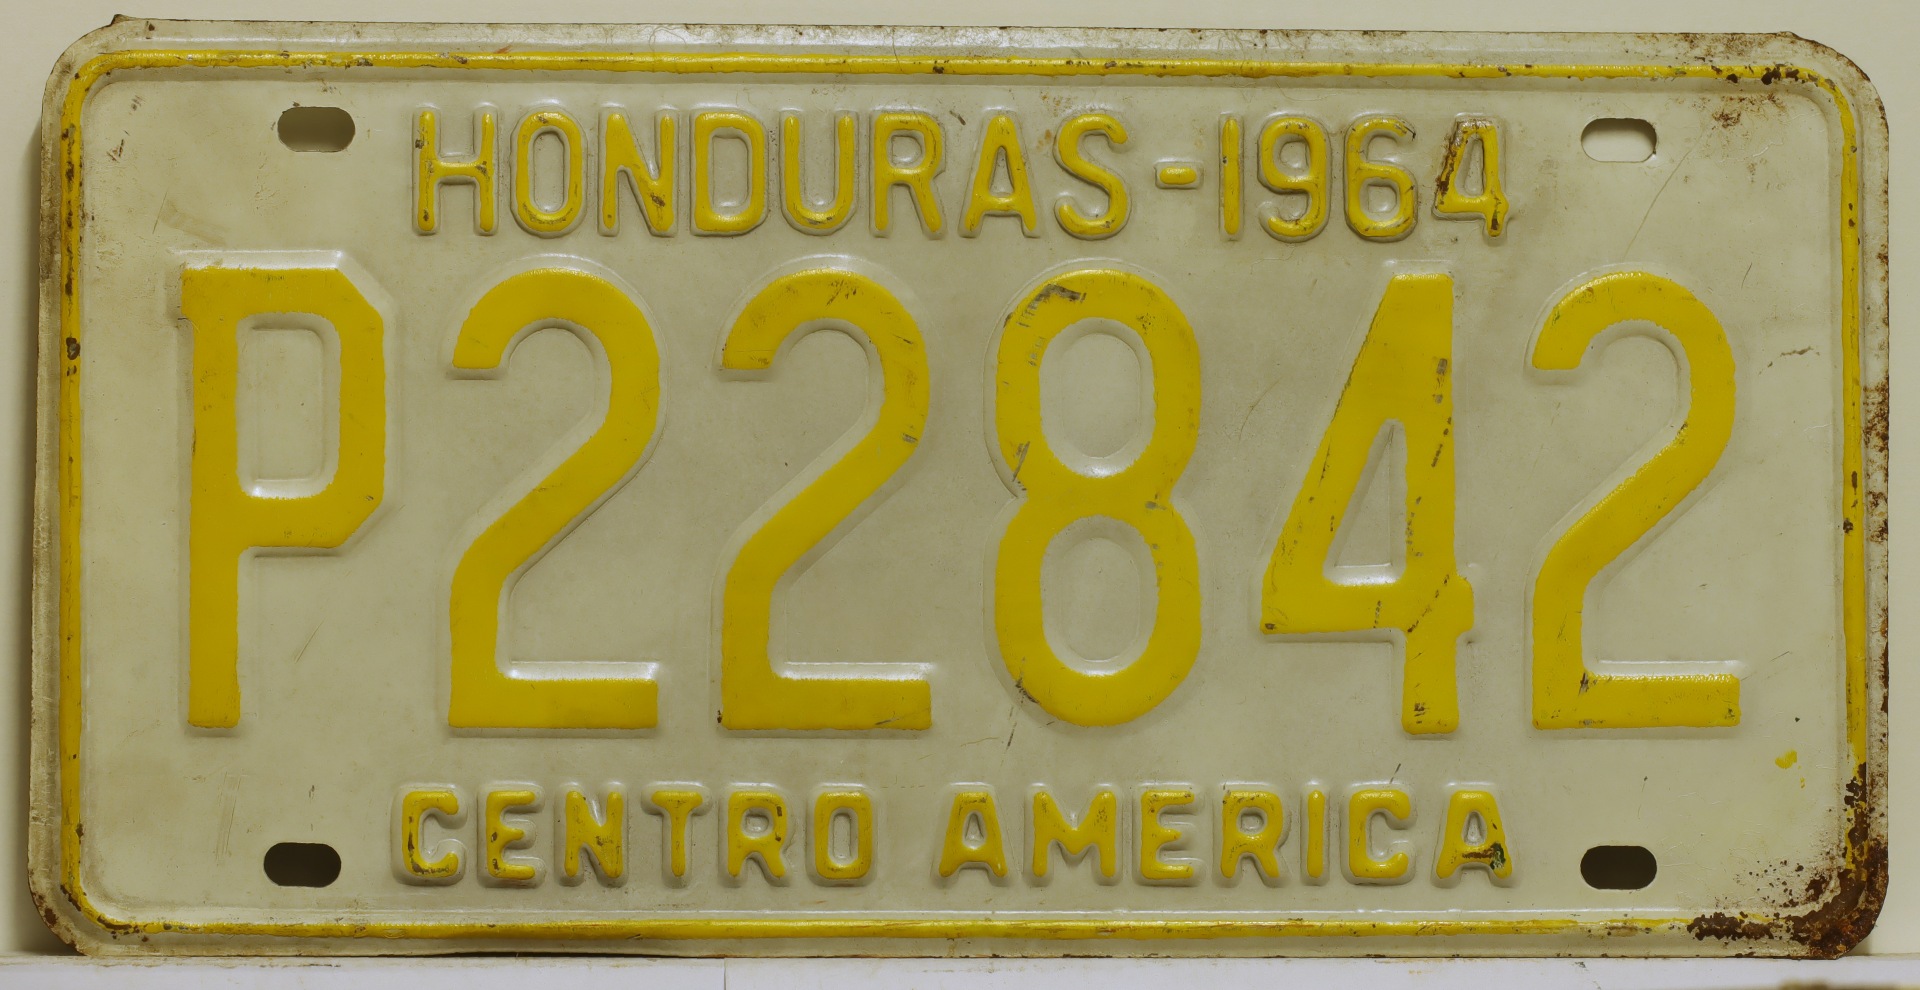 HONDURAS-1964
P22842
CENTRO AMERICA